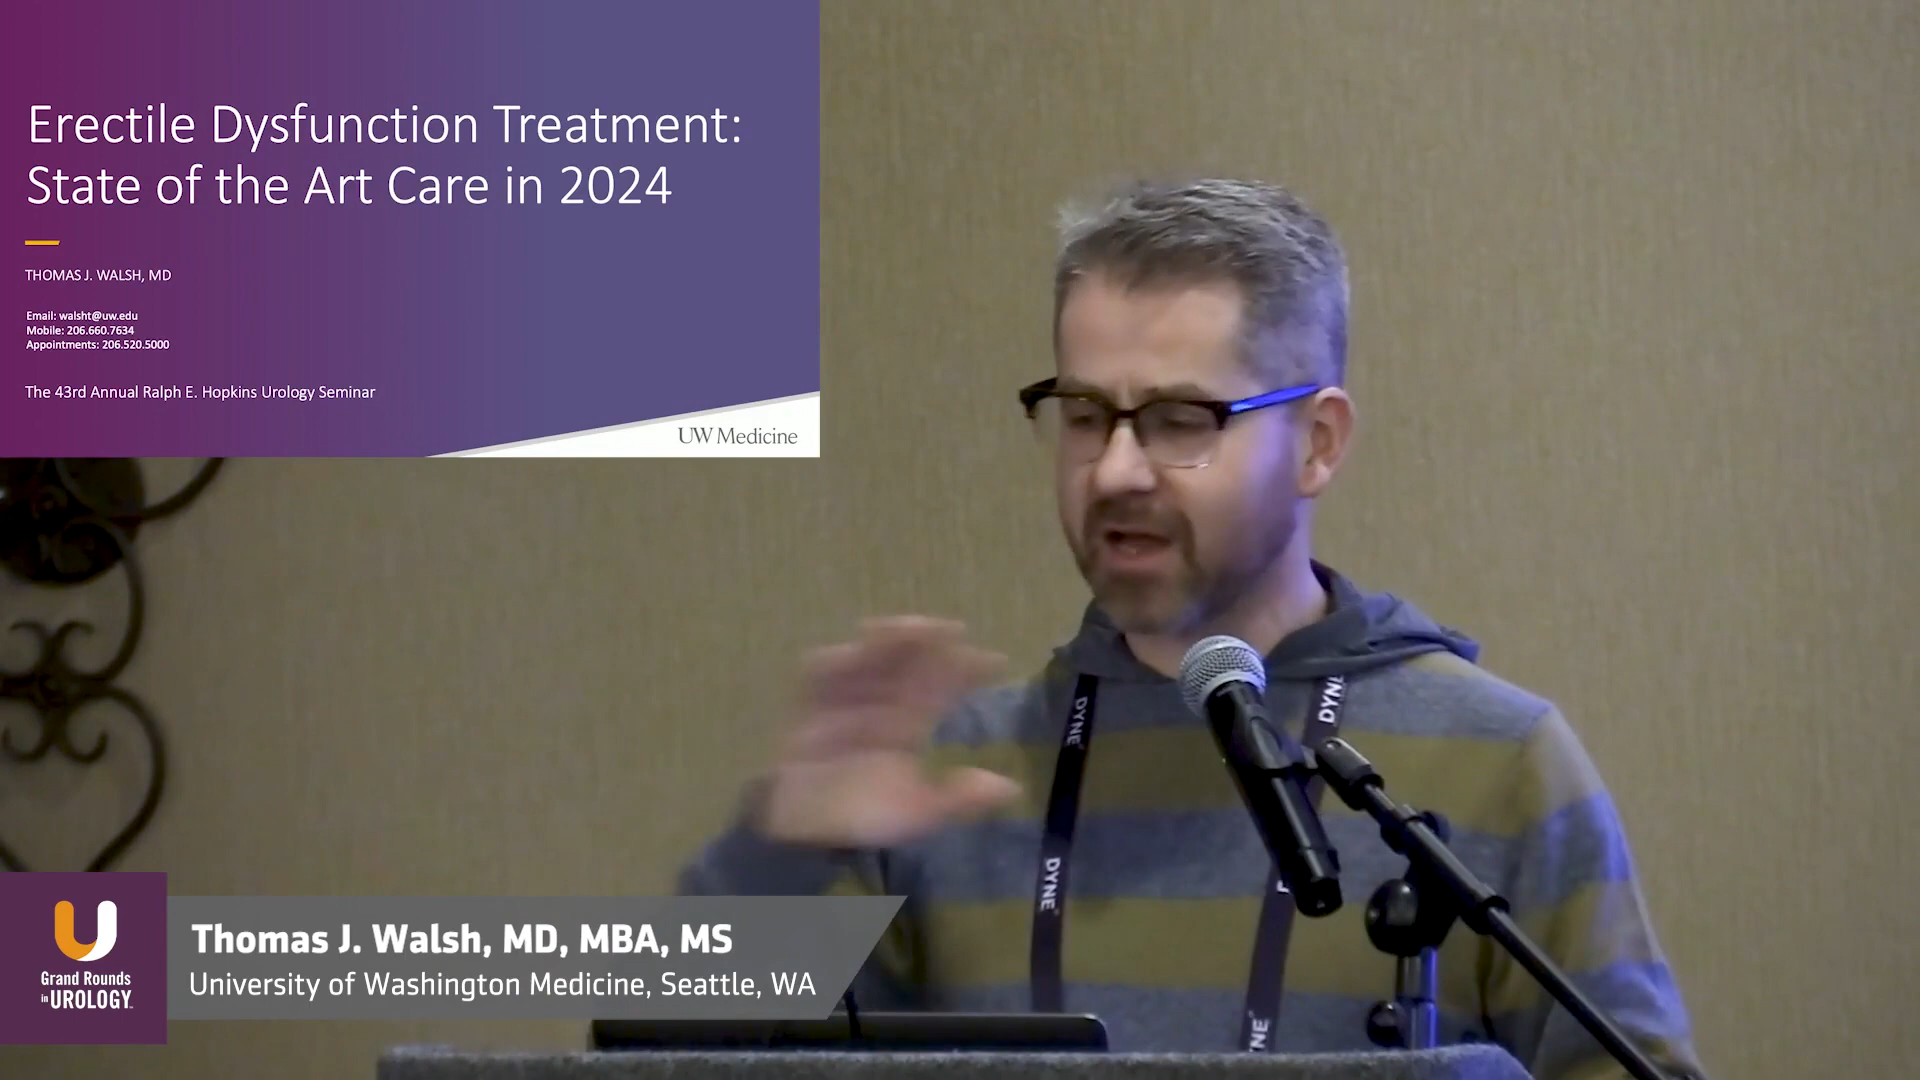 Erectile Dysfunction Treatment:
State of the Art Care in 2024
THOMAS J. WALSH, MD
Email: walsht@uw.edu
Mobile: 206.660.7634
Appointments: 206.520.5000
The 43rd Annual Ralph E. Hopkins Urology Seminar
UW Medicine
DYNE
DYNE
DYNE
Grand Rounds
in UROLOGY
Thomas J. Walsh, MD, MBA, MS
University of Washington Medicine, Seattle, WA